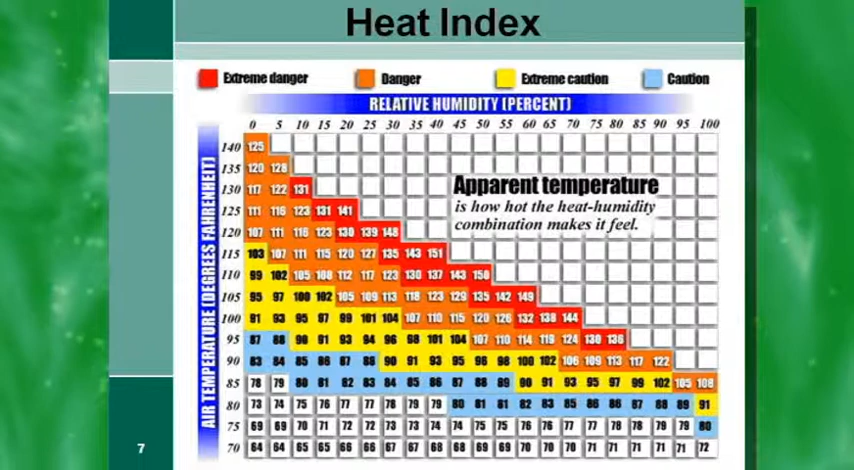 Heat Index
Extreme danger Danger Extreme caution Caution
RELATIVE HUMIDITY (PERCENT)
0 5 10 15 20 25 30 35 40 45 50 55 60 65 70 75 80 85 90 95 100
AIR TEMPERATURE (DEGREES FAHRENHEIT)
140 125
135 120 128
130 117 122 131
Apparent temperature
125 111 116 123 131 141
is how hot the heat-humidity
combination makes it feel.
120 107 111 116 123 130 139 148
115 103 107 111 115 120 127 135 143 151
110 99 102 105 108 112 117 123 130 137 143 150
105 95 97 100 102 105 109 113 118 123 129 135 142 149
100 91 93 95 97 99 101 104 107 110 115 120 126 132 138 144
95 87 88 90 91 93 94 96 98 101 104 107 110 114 119 124 130 136
90 83 84 85 86 87 88 90 91 93 95 96 98 100 102 106 109 113 117 122
85 78 79 80 81 82 83 84 85 86 87 88 89 90 91 93 95 97 99 102 105 108
80 73 74 75 76 77 77 78 79 79 80 81 81 82 83 85 86 86 87 88 89 91
75 69 69 70 71 72 72 73 73 74 74 75 75 76 76 77 77 78 78 79 79 80
70 64 64 65 65 66 66 67 67 68 68 69 69 70 70 70 70 71 71 71 71 72
7